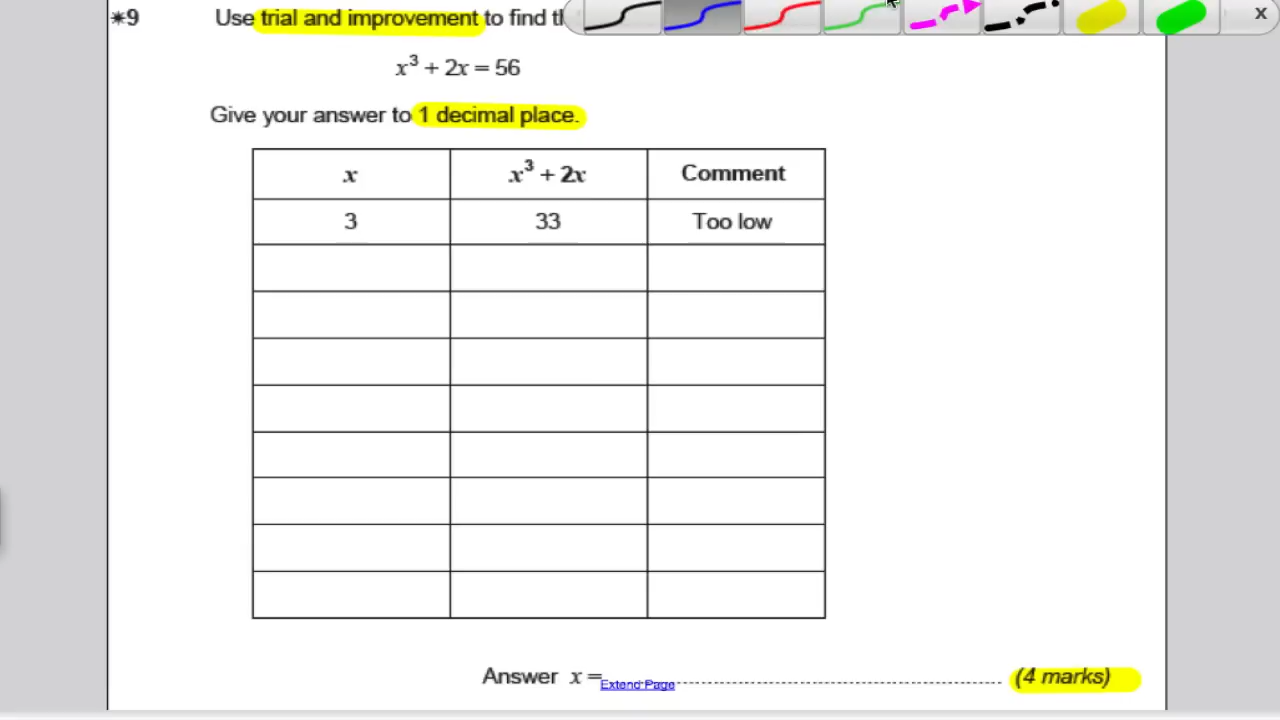 *9 Use trial and improvement to find
x³ + 2x = 56
Give your answer to 1 decimal place.
x x³ + 2x Comment
3 33 Too low
Answer x = (4 marks)
Extend Page
x